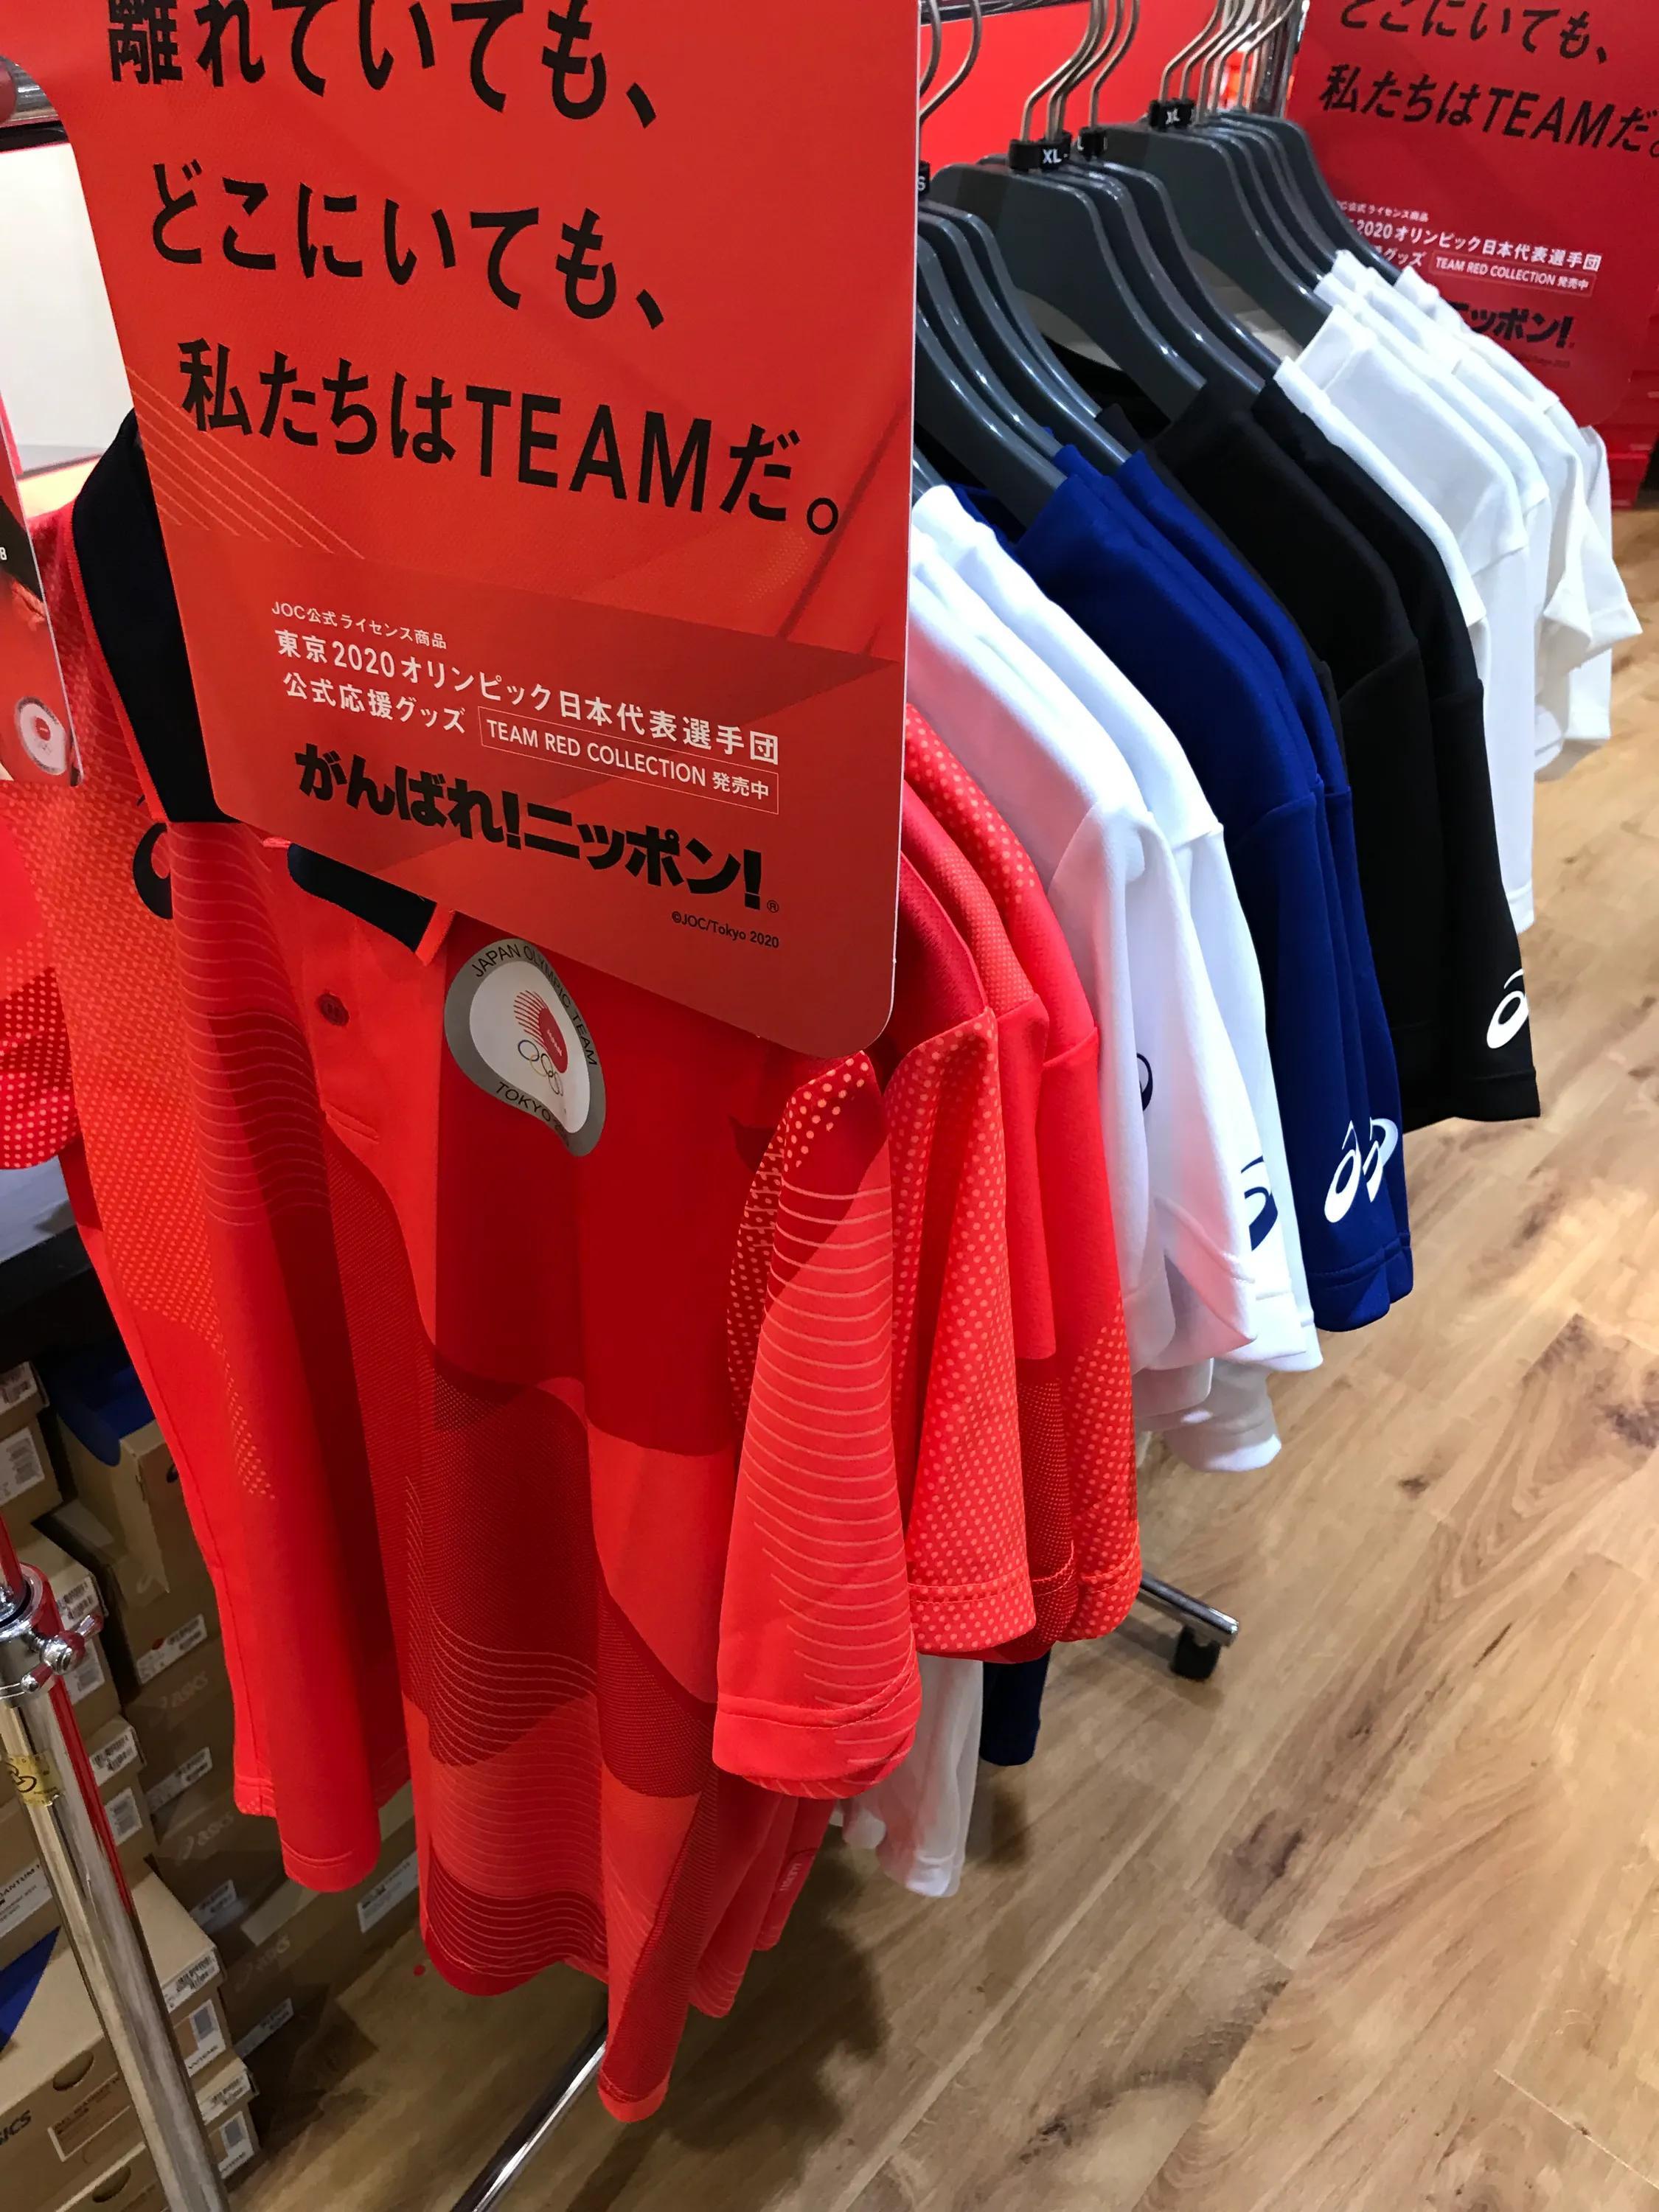 離れていても、
どこにいても、
私たちはTEAMだ。
JOC公式ライセンス商品
東京2020オリンピック日本代表選手団
公式応援グッズ TEAM RED COLLECTION 発売中
がんばれ!ニッポン!®
©JOC/Tokyo 2020
JAPAN OLYMPIC TEAM
TOKYO
XL
XL
どこにいても、
私たちはTEAMだ。
公式ライセンス商品
2020オリンピック日本代表選手団
グッズ TEAM RED COLLECTION 発売中
ニッポン!
asics
asics